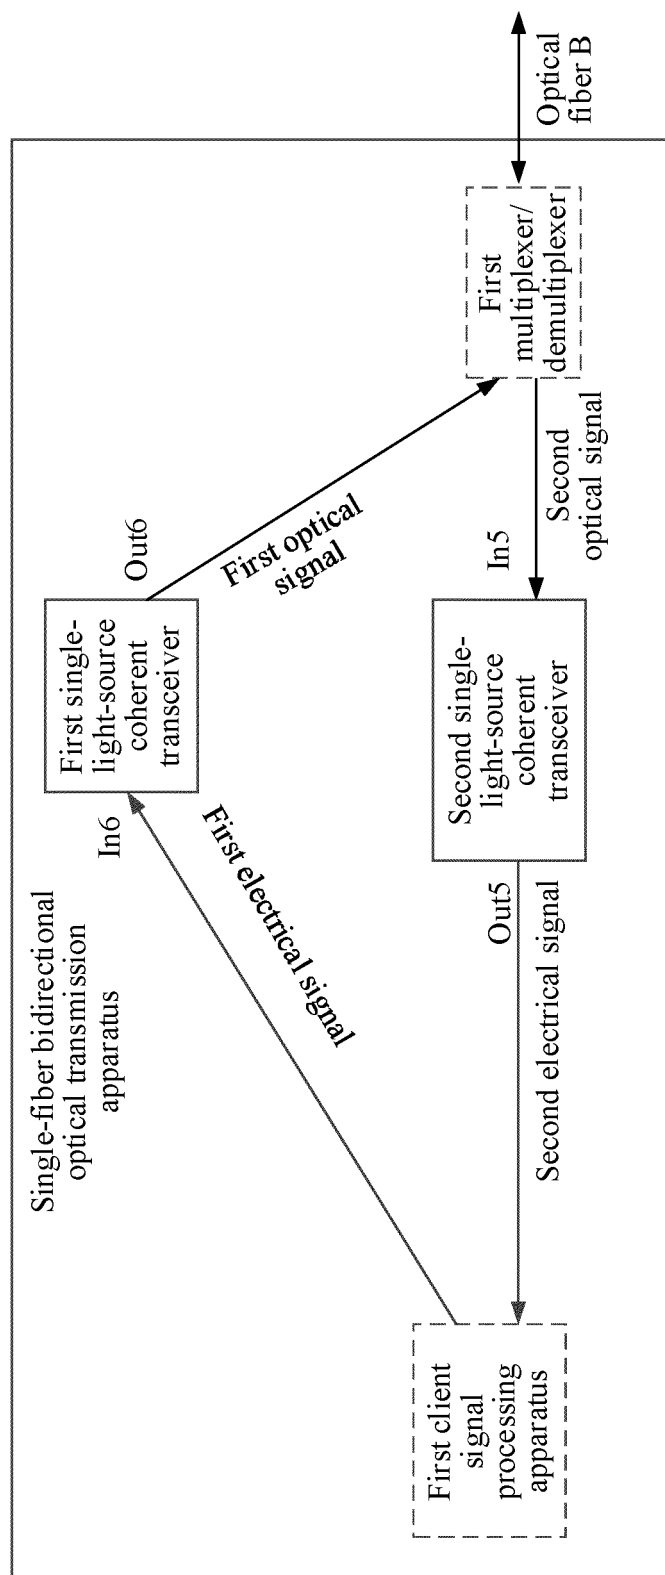 Single-fiber bidirectional
optical transmission
apparatus
In6
First single-
light-source
coherent
transceiver
Out6
First electrical signal
First optical
signal
First client
signal
processing
apparatus
Out5
Second electrical signal
Second single-
light-source
coherent
transceiver
In5
Second
optical signal
First
multiplexer/
demultiplexer
Optical
fiber B